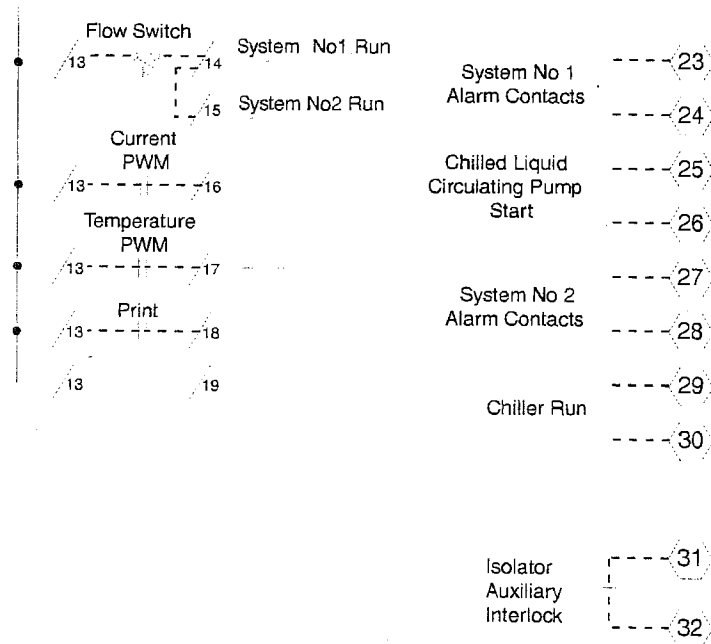 Flow Switch
13 14 System No1 Run
15 System No2 Run
Current
PWM
13 16
Temperature
PWM
13 17
Print
13 18
13 19
System No 1
Alarm Contacts
23
24
Chilled Liquid
Circulating Pump
Start
25
26
System No 2
Alarm Contacts
27
28
Chiller Run
29
30
Isolator
Auxiliary
Interlock
31
32